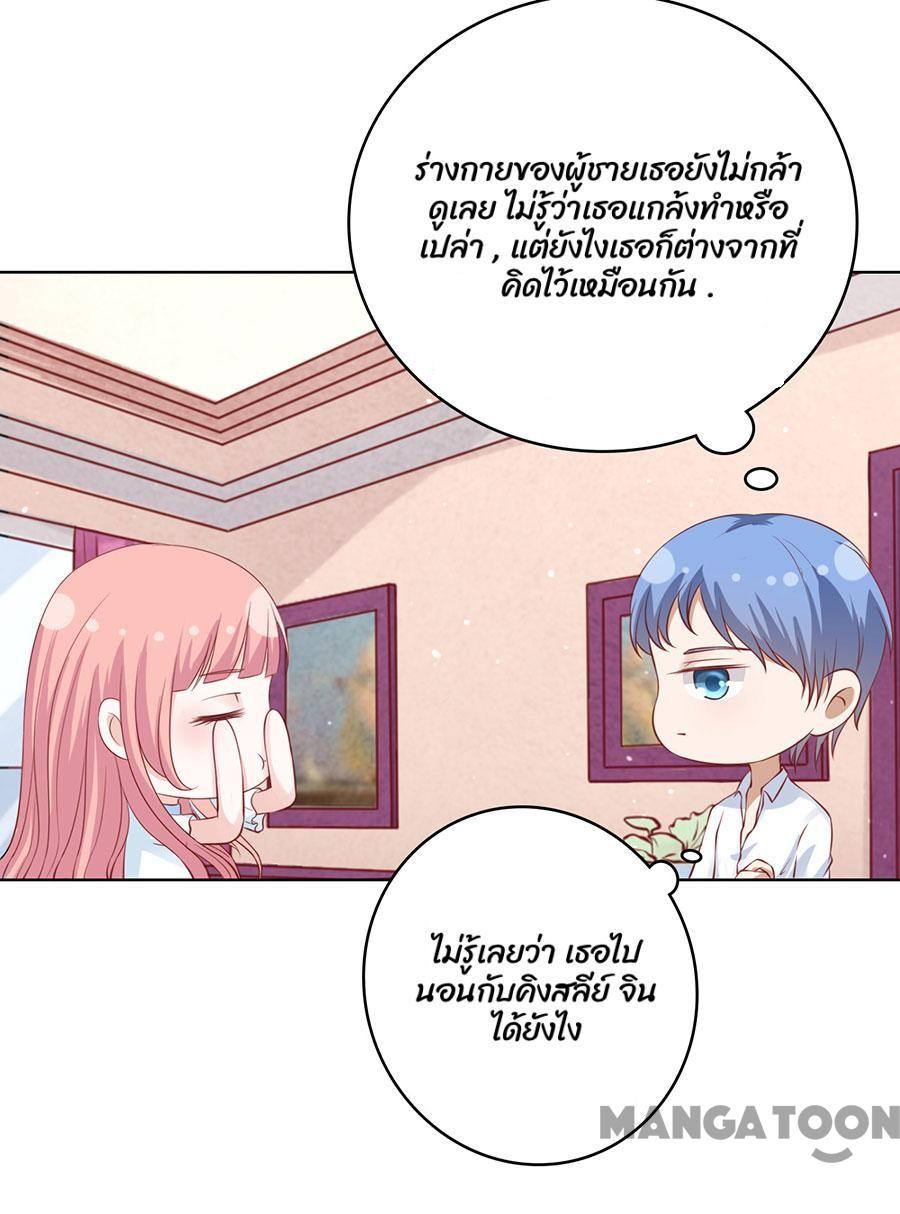 ร่างกายของผู้ชายเธอยังไม่กล้า
ดูเลย ไม่รู้ว่าเธอแกล้งทำหรือ
เปล่า , แต่ยังไงเธอก็ต่างจากที่
คิดไว้เหมือนกัน .
ไม่รู้เลยว่า เธอไป
นอนกับคิงสลีย์ จิน
ได้ยังไง
MANGATOON